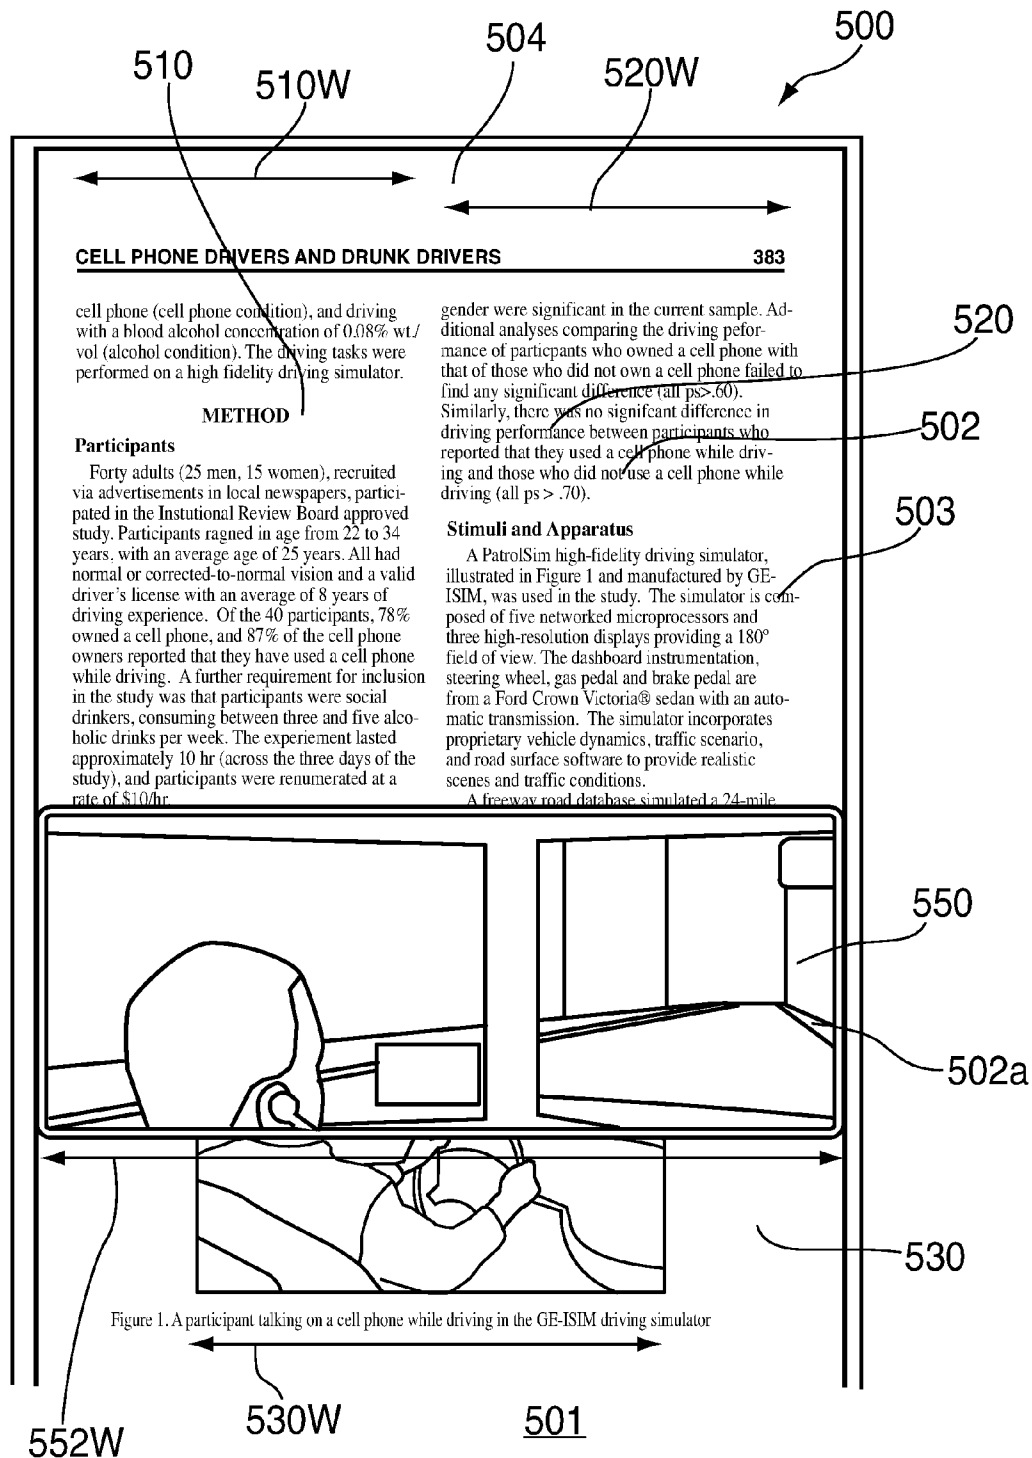 500
504
510
510W
520W
CELL PHONE DRIVERS AND DRUNK DRIVERS 383
cell phone (cell phone condition), and driving
with a blood alcohol concentration of 0.08% wt./
vol (alcohol condition). The driving tasks were
performed on a high fidelity driving simulator.
METHOD
Participants
Forty adults (25 men, 15 women), recruited
via advertisements in local newspapers, partici-
pated in the Instutional Review Board approved
study. Participants ragned in age from 22 to 34
years, with an average age of 25 years. All had
normal or corrected-to-normal vision and a valid
driver's license with an average of 8 years of
driving experience. Of the 40 participants, 78%
owned a cell phone, and 87% of the cell phone
owners reported that they have used a cell phone
while driving. A further requirement for inclusion
in the study was that participants were social
drinkers, consuming between three and five alco-
holic drinks per week. The experiement lasted
approximately 10 hr (across the three days of the
study), and participants were renumerated at a
rate of $10/hr.
gender were significant in the current sample. Ad-
ditional analyses comparing the driving pefor-
mance of particpants who owned a cell phone with
that of those who did not own a cell phone failed to
find any significant difference (all ps>.60).
Similarly, there was no signifcant difference in
driving performance between participants who
reported that they used a cell phone while driv-
ing and those who did not use a cell phone while
driving (all ps > .70).
Stimuli and Apparatus
A PatrolSim high-fidelity driving simulator,
illustrated in Figure 1 and manufactured by GE-
ISIM, was used in the study. The simulator is com-
posed of five networked microprocessors and
three high-resolution displays providing a 180°
field of view. The dashboard instrumentation,
steering wheel, gas pedal and brake pedal are
from a Ford Crown Victoria® sedan with an auto-
matic transmission. The simulator incorporates
proprietary vehicle dynamics, traffic scenario,
and road surface software to provide realistic
scenes and traffic conditions.
A freeway road database simulated a 24-mile
520
502
503
550
502a
530
Figure 1. A participant talking on a cell phone while driving in the GE-ISIM driving simulator
530W
552W
501